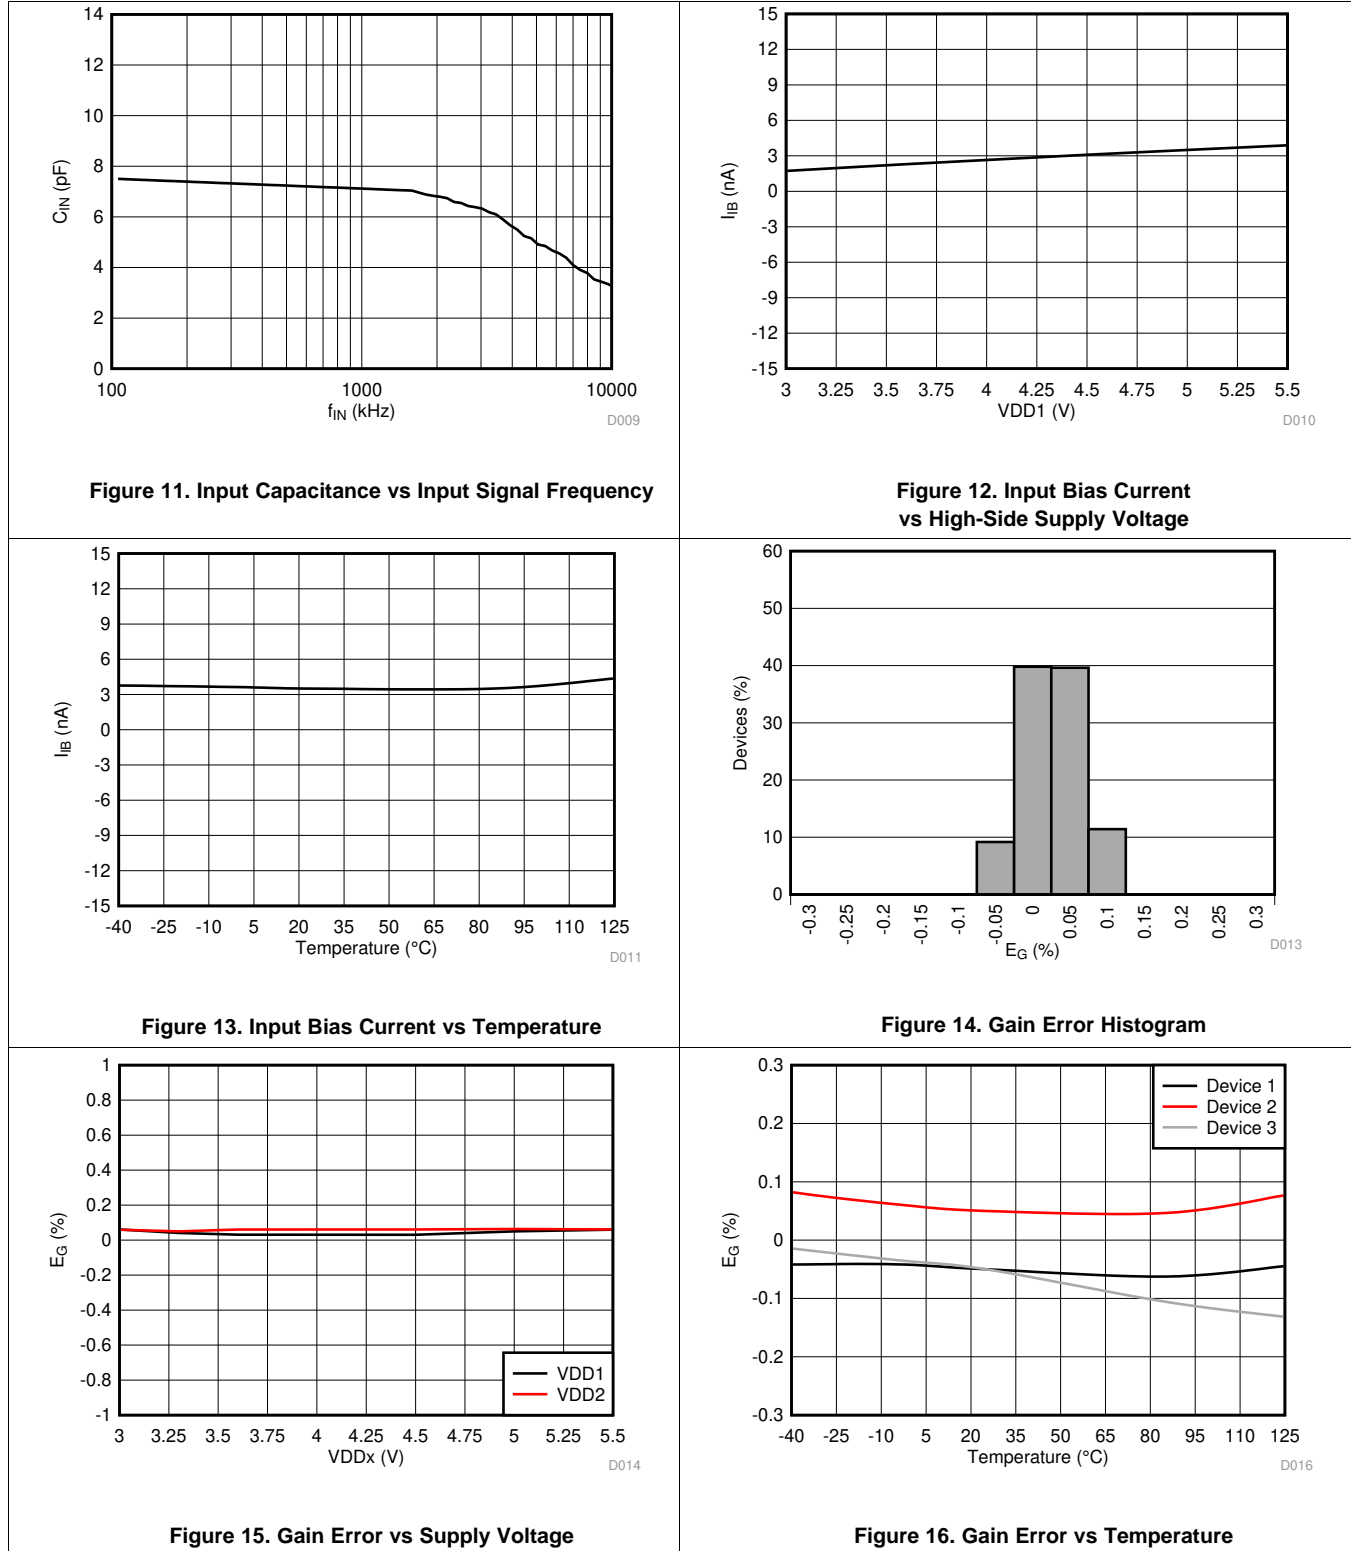 14
12
10
8
6
4
2
0
C_IN (pF)
100 1000 10000
f_IN (kHz)
D009
Figure 11. Input Capacitance vs Input Signal Frequency
15
12
9
6
3
0
-3
-6
-9
-12
-15
I_IB (nA)
3 3.25 3.5 3.75 4 4.25 4.5 4.75 5 5.25 5.5
VDD1 (V)
D010
Figure 12. Input Bias Current
vs High-Side Supply Voltage
15
12
9
6
3
0
-3
-6
-9
-12
-15
I_IB (nA)
-40 -25 -10 5 20 35 50 65 80 95 110 125
Temperature (°C)
D011
Figure 13. Input Bias Current vs Temperature
60
50
40
30
20
10
0
Devices (%)
-0.3 -0.25 -0.2 -0.15 -0.1 -0.05 0 0.05 0.1 0.15 0.2 0.25 0.3
E_G (%)
D013
Figure 14. Gain Error Histogram
1
0.8
0.6
0.4
0.2
0
-0.2
-0.4
-0.6
-0.8
-1
E_G (%)
VDD1
VDD2
3 3.25 3.5 3.75 4 4.25 4.5 4.75 5 5.25 5.5
VDDx (V)
D014
Figure 15. Gain Error vs Supply Voltage
0.3
0.2
0.1
0
-0.1
-0.2
-0.3
E_G (%)
Device 1
Device 2
Device 3
-40 -25 -10 5 20 35 50 65 80 95 110 125
Temperature (°C)
D016
Figure 16. Gain Error vs Temperature